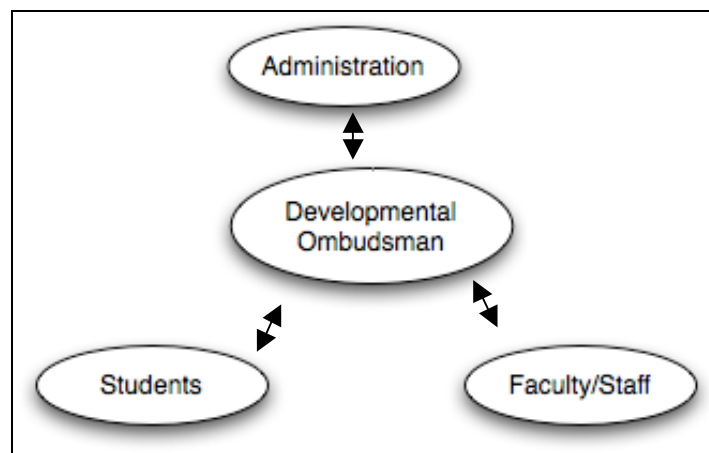 Administration
Developmental
Ombudsman
Students
Faculty/Staff